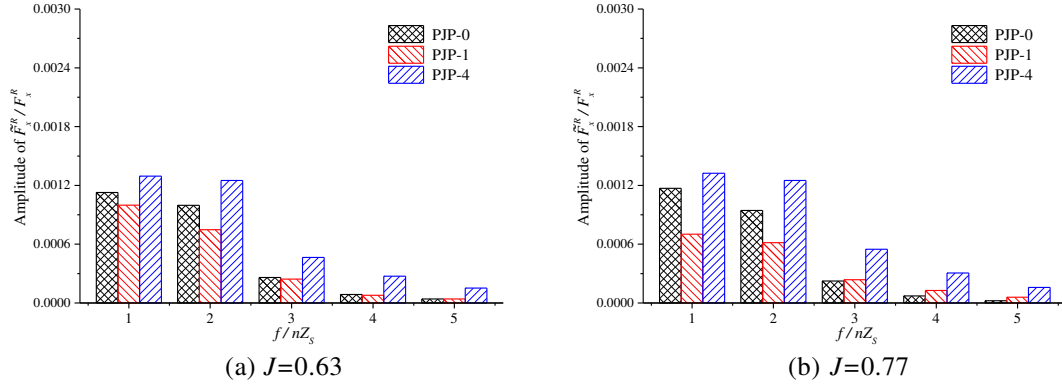 0.0030
0.0024
0.0018
0.0012
0.0006
0.0000
Amplitude of F̃ₓᴿ / Fₓᴿ
PJP-0
PJP-1
PJP-4
1 2 3 4 5
f / nZ_S
(a) J=0.63
0.0030
0.0024
0.0018
0.0012
0.0006
0.0000
Amplitude of F̃ₓᴿ / Fₓᴿ
PJP-0
PJP-1
PJP-4
1 2 3 4 5
f / nZ_S
(b) J=0.77